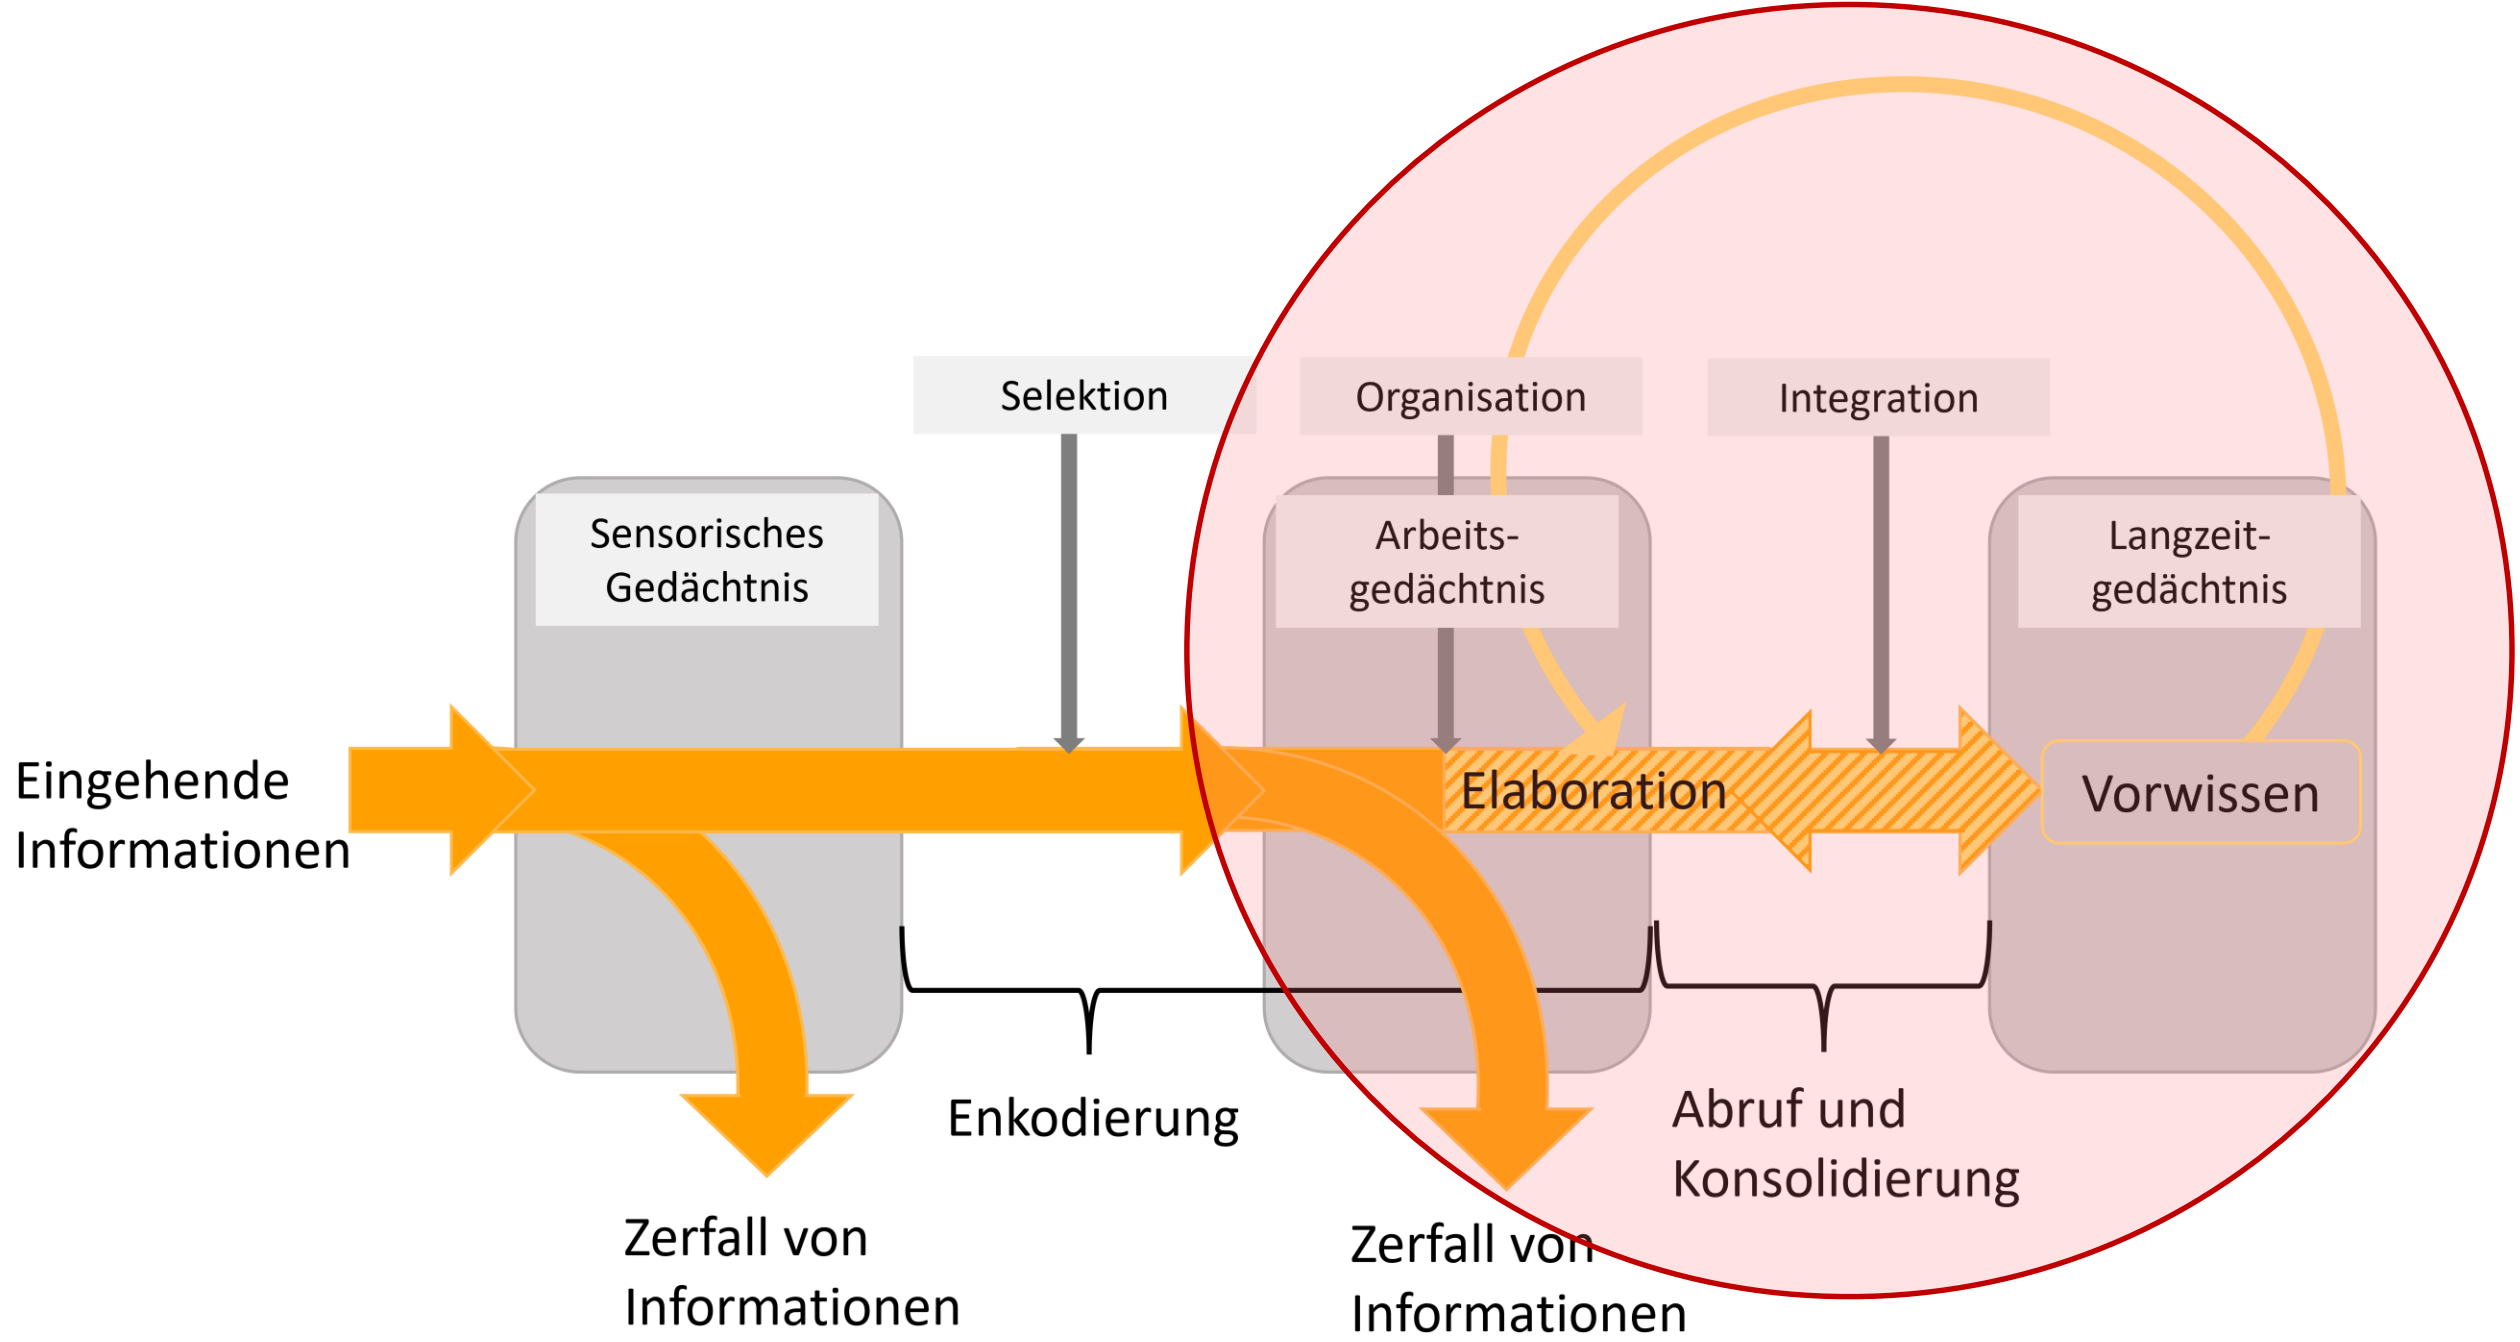 Selektion
Organisation
Integration
Sensorisches
Gedächtnis
Arbeits-
gedächtnis
Langzeit-
gedächtnis
Eingehende
Informationen
Elaboration
Vorwissen
Enkodierung
Abruf und
Konsolidierung
Zerfall von
Informationen
Zerfall von
Informationen